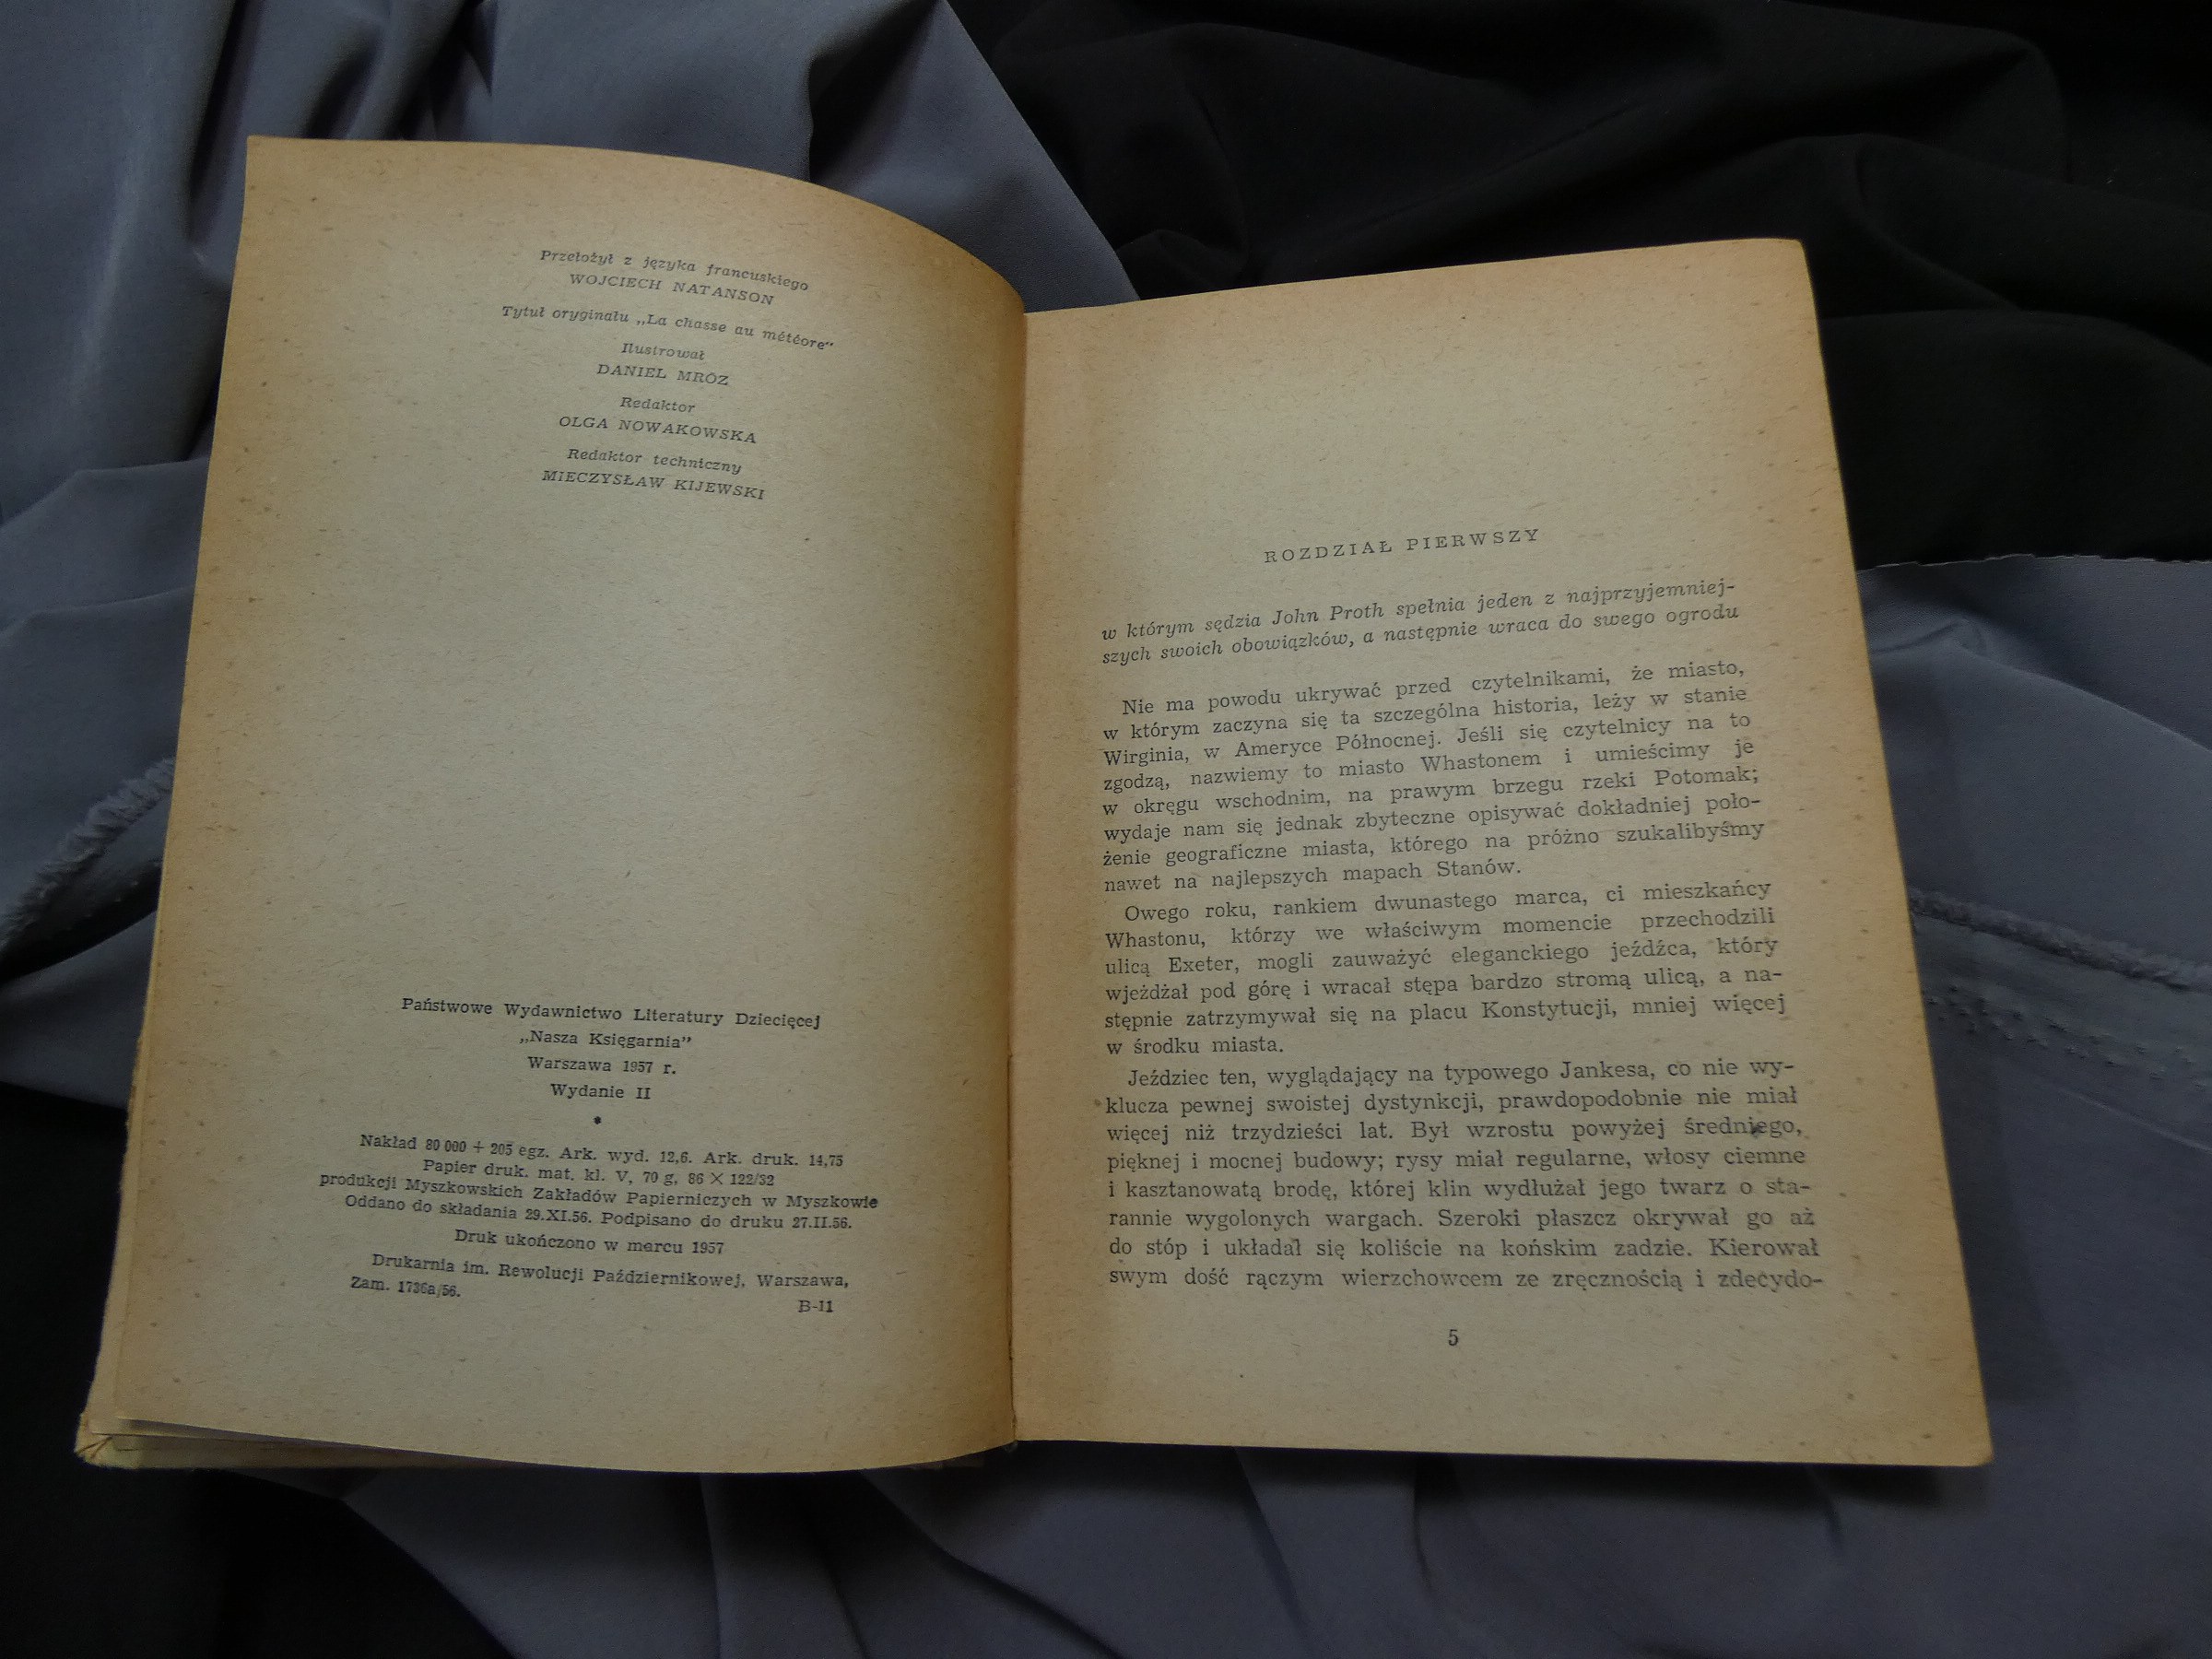 Przełożył z języka francuskiego
WOJCIECH NATANSON
Tytuł oryginału „La chasse au météore"
Ilustrował
DANIEL MRÓZ
Redaktor
OLGA NOWAKOWSKA
Redaktor techniczny
MIECZYSŁAW KIJEWSKI
Państwowe Wydawnictwo Literatury Dziecięcej
„Nasza Księgarnia"
Warszawa 1957 r.
Wydanie II
*
Nakład 80 000 + 205 egz. Ark. wyd. 12,6. Ark. druk. 14,75
Papier druk. mat. kl. V, 70 g, 86 × 122/32
produkcji Myszkowskich Zakładów Papierniczych w Myszkowie
Oddano do składania 29.XI.56. Podpisano do druku 27.II.56.
Druk ukończono w marcu 1957
Drukarnia im. Rewolucji Październikowej, Warszawa,
Zam. 1736a/56.
B-11
ROZDZIAŁ PIERWSZY
w którym sędzia John Proth spełnia jeden z najprzyjemniej-
szych swoich obowiązków, a następnie wraca do swego ogrodu
Nie ma powodu ukrywać przed czytelnikami, że miasto,
w którym zaczyna się ta szczególna historia, leży w stanie
Wirginia, w Ameryce Północnej. Jeśli się czytelnicy na to
zgodzą, nazwiemy to miasto Whastonem i umieścimy je
w okręgu wschodnim, na prawym brzegu rzeki Potomak;
wydaje nam się jednak zbyteczne opisywać dokładniej poło-
żenie geograficzne miasta, którego na próżno szukalibyśmy
nawet na najlepszych mapach Stanów.
Owego roku, rankiem dwunastego marca, ci mieszkańcy
Whastonu, którzy we właściwym momencie przechodzili
ulicą Exeter, mogli zauważyć eleganckiego jeźdźca, który
wjeżdżał pod górę i wracał stępa bardzo stromą ulicą, a na-
stępnie zatrzymywał się na placu Konstytucji, mniej więcej
w środku miasta.
Jeździec ten, wyglądający na typowego Jankesa, co nie wy-
klucza pewnej swoistej dystynkcji, prawdopodobnie nie miał
więcej niż trzydzieści lat. Był wzrostu powyżej średniego,
pięknej i mocnej budowy; rysy miał regularne, włosy ciemne
i kasztanowatą brodę, której klin wydłużał jego twarz o sta-
rannie wygolonych wargach. Szeroki płaszcz okrywał go aż
do stóp i układał się koliście na końskim zadzie. Kierował
swym dość rączym wierzchowcem ze zręcznością i zdecydo-
5